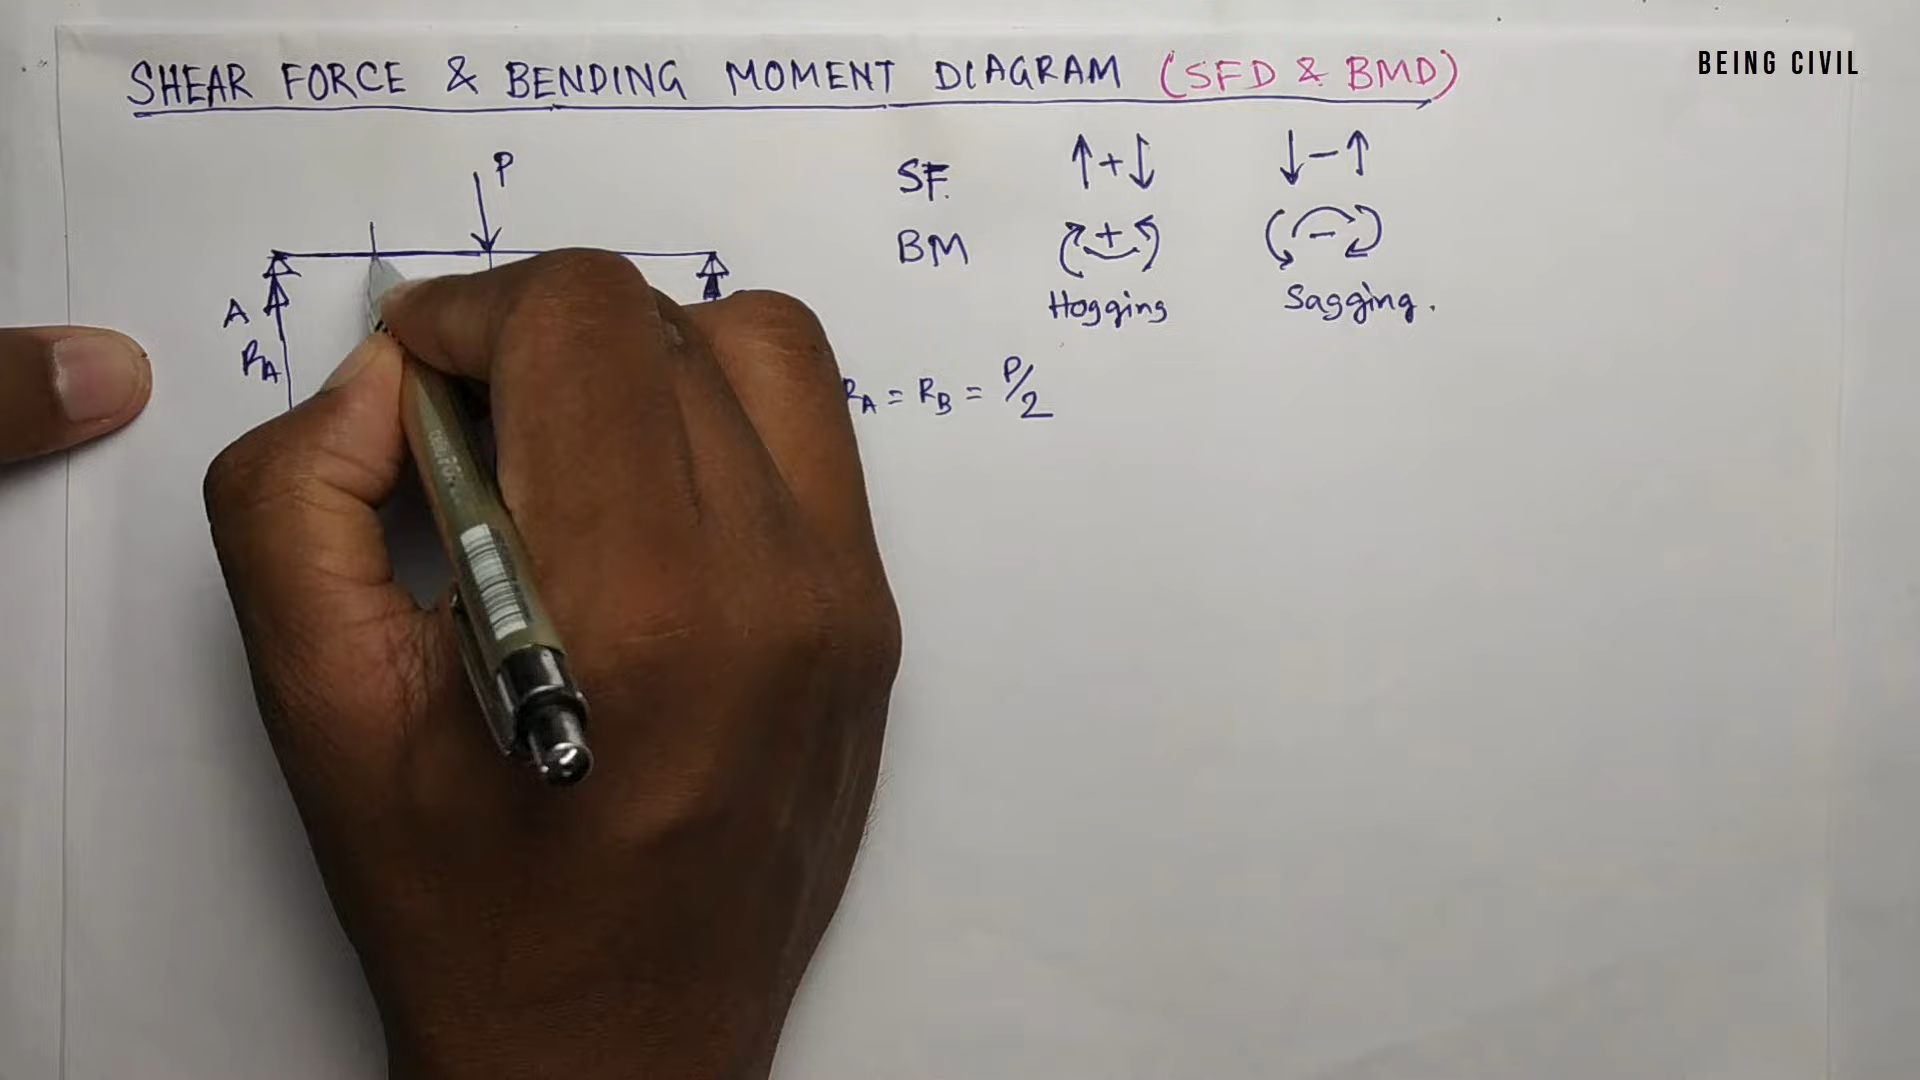 SHEAR FORCE & BENDING MOMENT DIAGRAM (SFD & BMD)
BEING CIVIL
P
SF. ↑+↓ ↓-↑
BM + -
Hogging Sagging.
A
RA
RA = RB = P/2